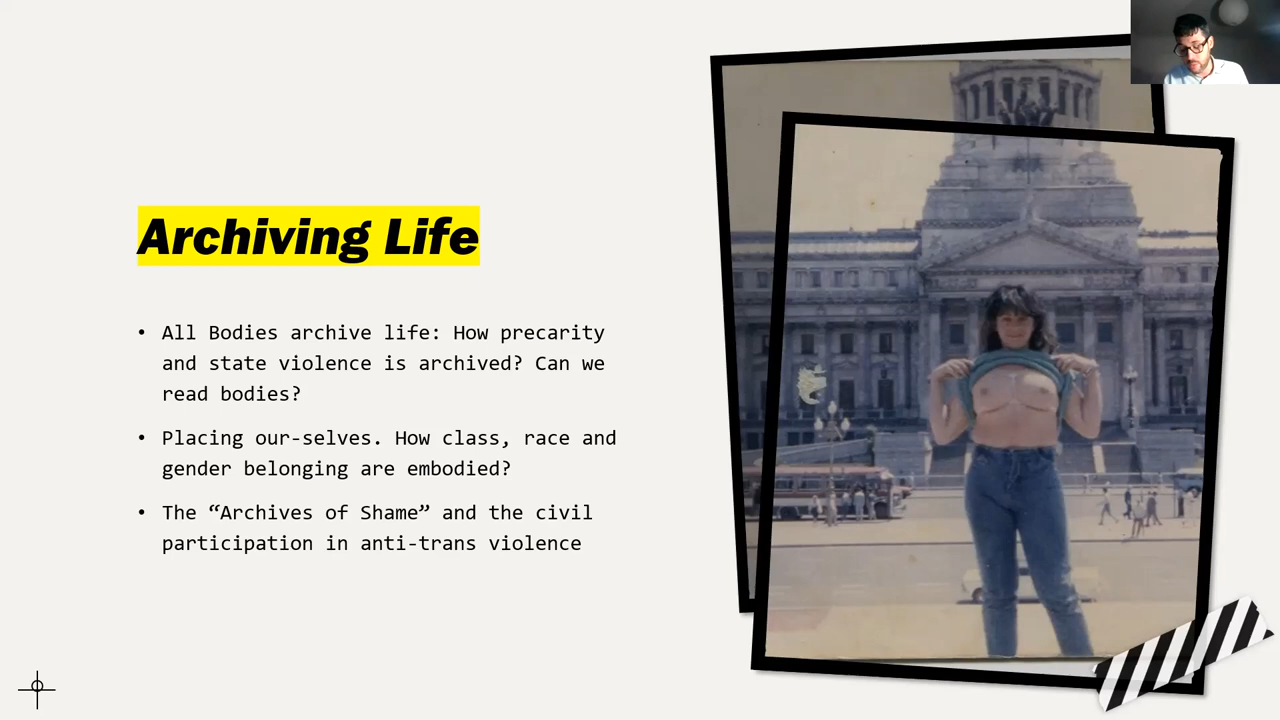 Archiving Life
• All Bodies archive life: How precarity
and state violence is archived? Can we
read bodies?
• Placing our-selves. How class, race and
gender belonging are embodied?
• The “Archives of Shame” and the civil
participation in anti-trans violence